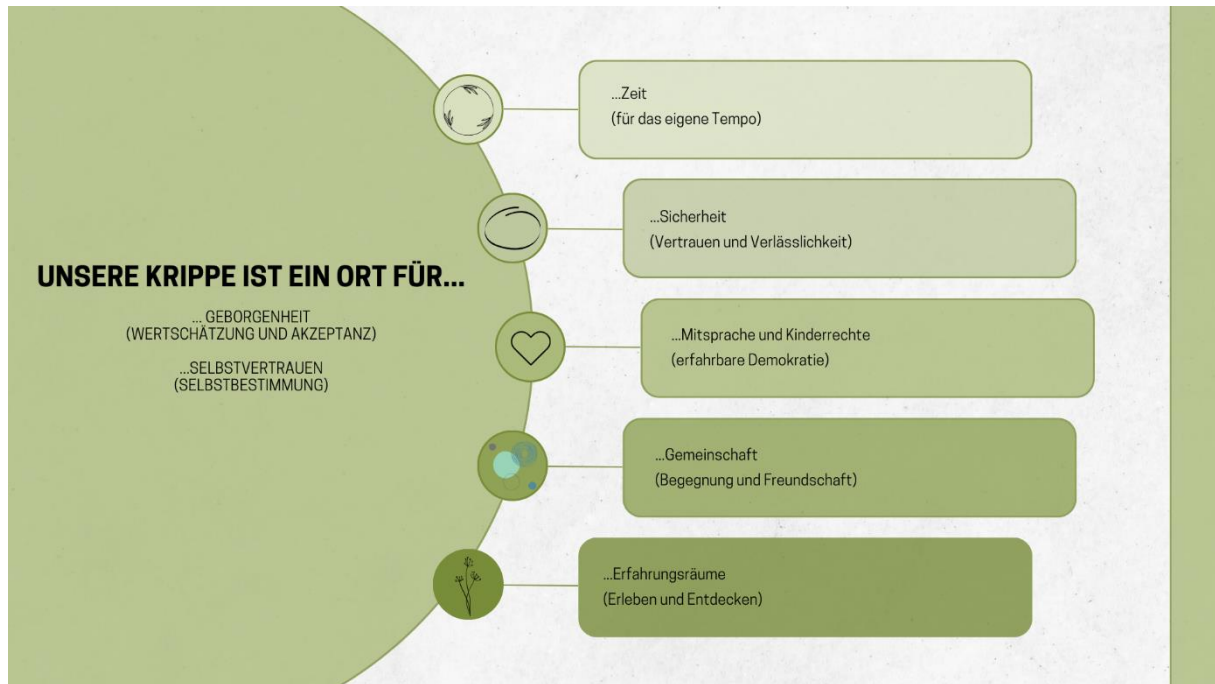 UNSERE KRIPPE IST EIN ORT FÜR...
... GEBORGENHEIT
(WERTSCHÄTZUNG UND AKZEPTANZ)
...SELBSTVERTRAUEN
(SELBSTBESTIMMUNG)
...Zeit
(für das eigene Tempo)
...Sicherheit
(Vertrauen und Verlässlichkeit)
...Mitsprache und Kinderrechte
(erfahrbare Demokratie)
...Gemeinschaft
(Begegnung und Freundschaft)
...Erfahrungsräume
(Erleben und Entdecken)